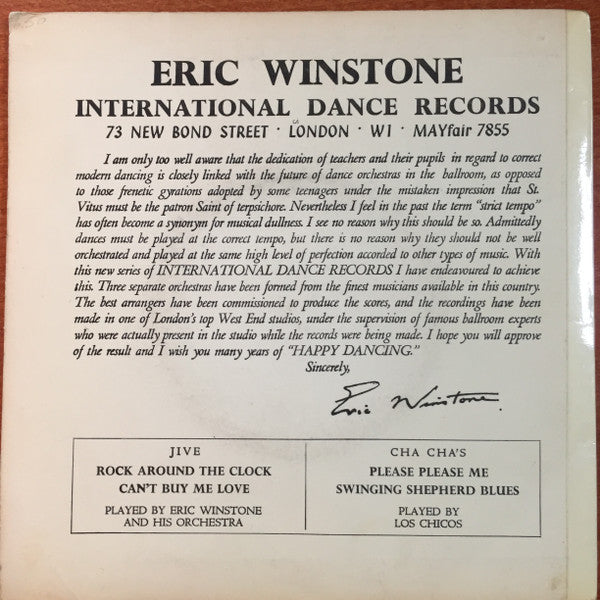 ERIC WINSTONE
INTERNATIONAL DANCE RECORDS
73 NEW BOND STREET · LONDON · W1 · MAYfair 7855
I am only too well aware that the dedication of teachers and their pupils in regard to correct
modern dancing is closely linked with the future of dance orchestras in the ballroom, as opposed
to those frenetic gyrations adopted by some teenagers under the mistaken impression that St.
Vitus must be the patron Saint of terpsichore. Nevertheless I feel in the past the term “strict tempo”
has often become a synonym for musical dullness. I see no reason why this should be so. Admittedly
dances must be played at the correct tempo, but there is no reason why they should not be well
orchestrated and played at the same high level of perfection accorded to other types of music. With
this new series of INTERNATIONAL DANCE RECORDS I have endeavoured to achieve
this. Three separate orchestras have been formed from the finest musicians available in this country.
The best arrangers have been commissioned to produce the scores, and the recordings have been
made in one of London's top West End studios, under the supervision of famous ballroom experts
who were actually present in the studio while the records were being made. I hope you will approve
of the result and I wish you many years of “HAPPY DANCING.”
Sincerely,
Eric Winstone.
JIVE
ROCK AROUND THE CLOCK
CAN'T BUY ME LOVE
PLAYED BY ERIC WINSTONE
AND HIS ORCHESTRA
CHA CHA'S
PLEASE PLEASE ME
SWINGING SHEPHERD BLUES
PLAYED BY
LOS CHICOS